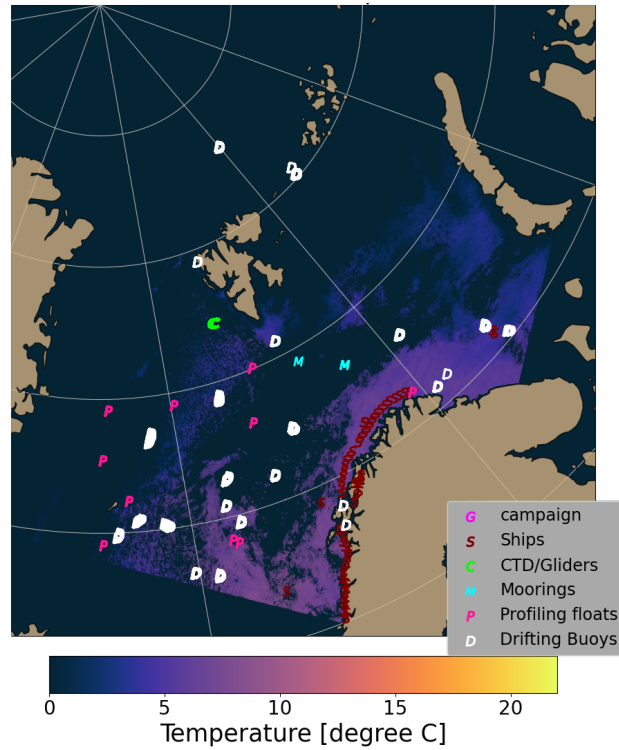 G campaign
S Ships
C CTD/Gliders
M Moorings
P Profiling floats
D Drifting Buoys
0 5 10 15 20
Temperature [degree C]